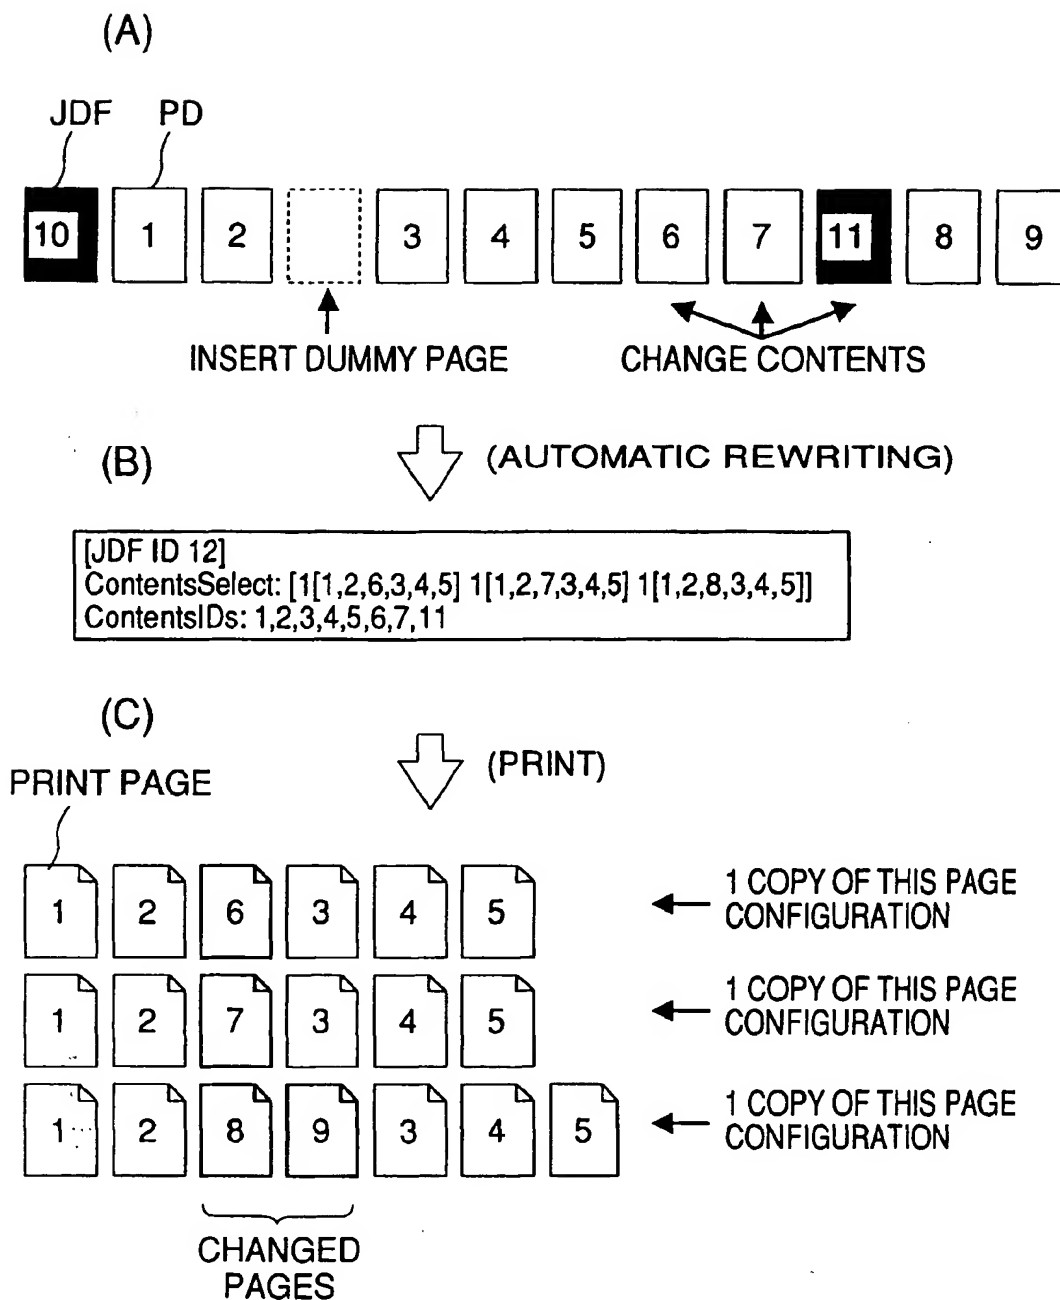 (A)
JDF PD
10 1 2 3 4 5 6 7 11 8 9
INSERT DUMMY PAGE CHANGE CONTENTS
(B) (AUTOMATIC REWRITING)
[JDF ID 12]
ContentsSelect: [1[1,2,6,3,4,5] 1[1,2,7,3,4,5] 1[1,2,8,3,4,5]]
ContentsIDs: 1,2,3,4,5,6,7,11
(C)
(PRINT)
PRINT PAGE
1 2 6 3 4 5
1 COPY OF THIS PAGE
CONFIGURATION
1 2 7 3 4 5
1 COPY OF THIS PAGE
CONFIGURATION
1 2 8 9 3 4 5
1 COPY OF THIS PAGE
CONFIGURATION
CHANGED
PAGES